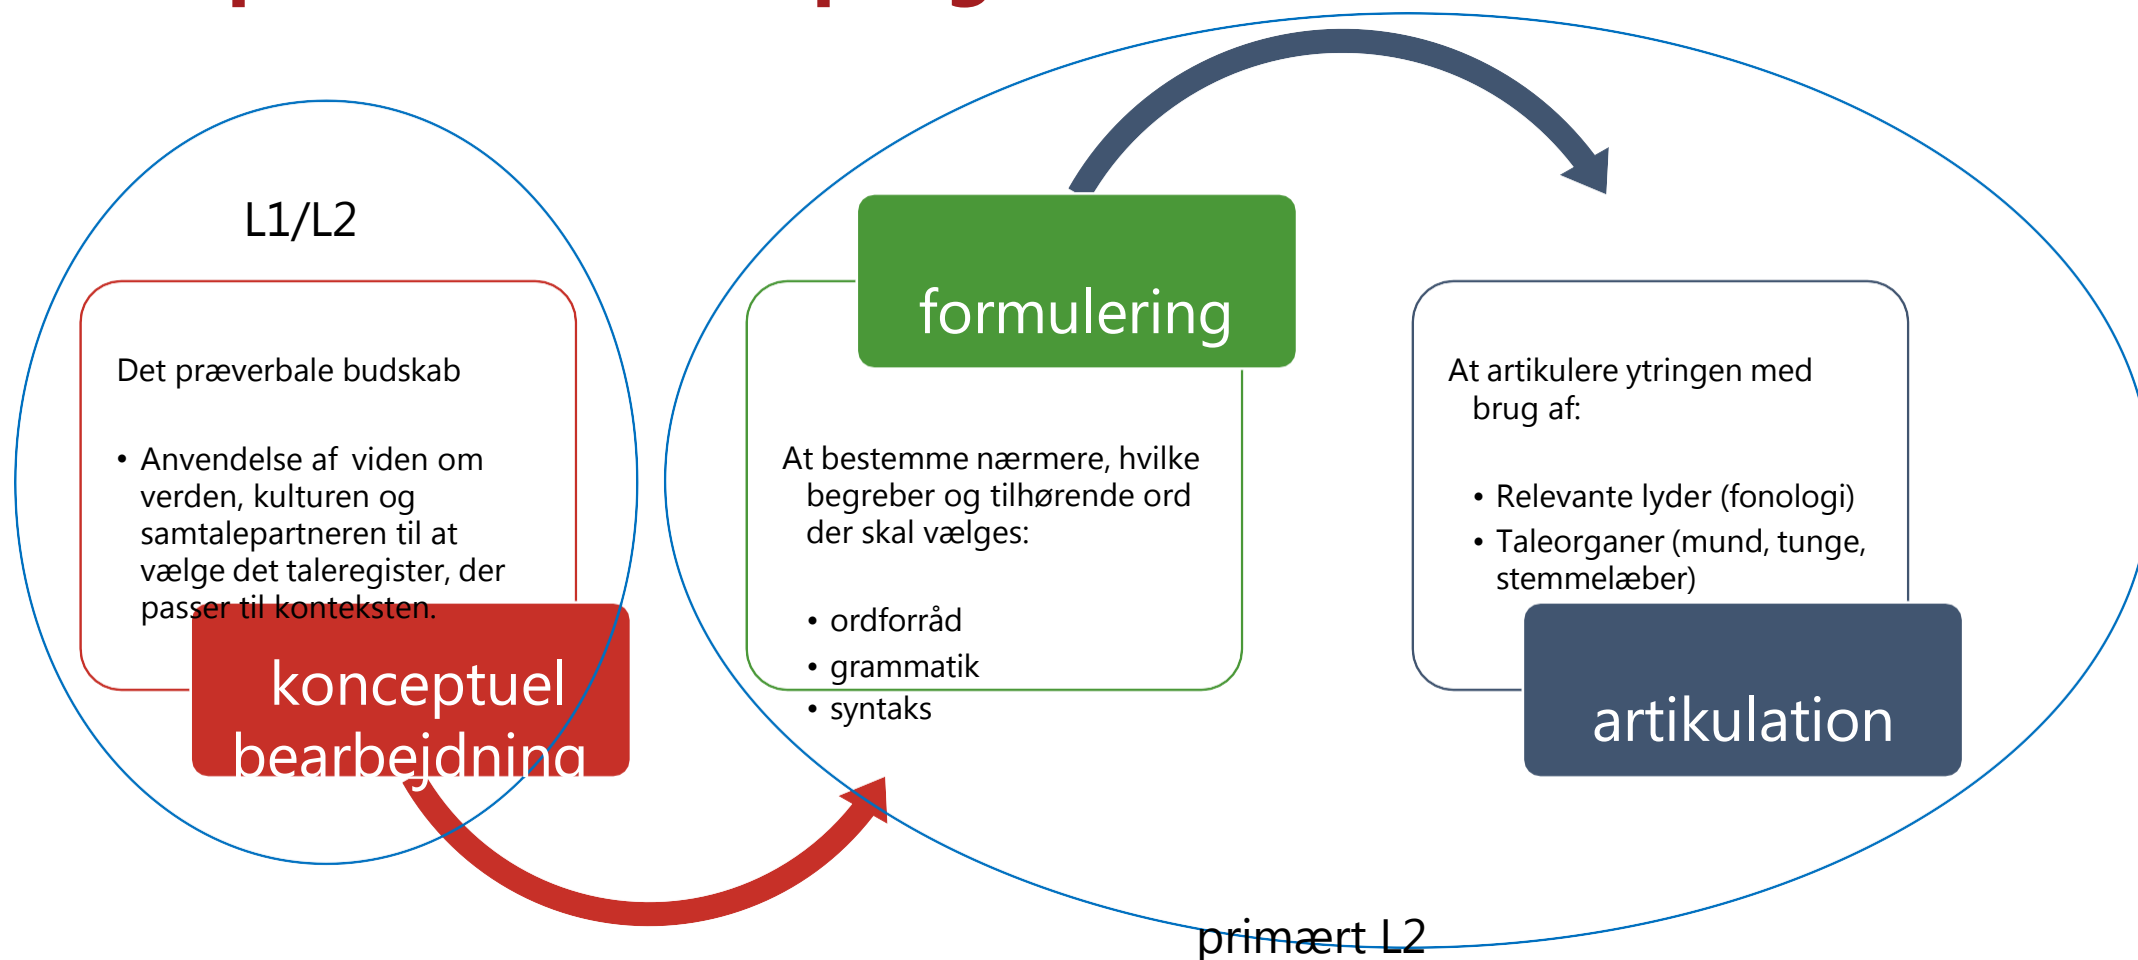 L1/L2
Det præverbale budskab
• Anvendelse af viden om
verden, kulturen og
samtalepartneren til at
vælge det taleregister, der
passer til konteksten.
konceptuel
bearbejdning
formulering
At bestemme nærmere, hvilke
begreber og tilhørende ord
der skal vælges:
• ordforråd
• grammatik
• syntaks
At artikulere ytringen med
brug af:
• Relevante lyder (fonologi)
• Taleorganer (mund, tunge,
stemmelæber)
artikulation
primært L2